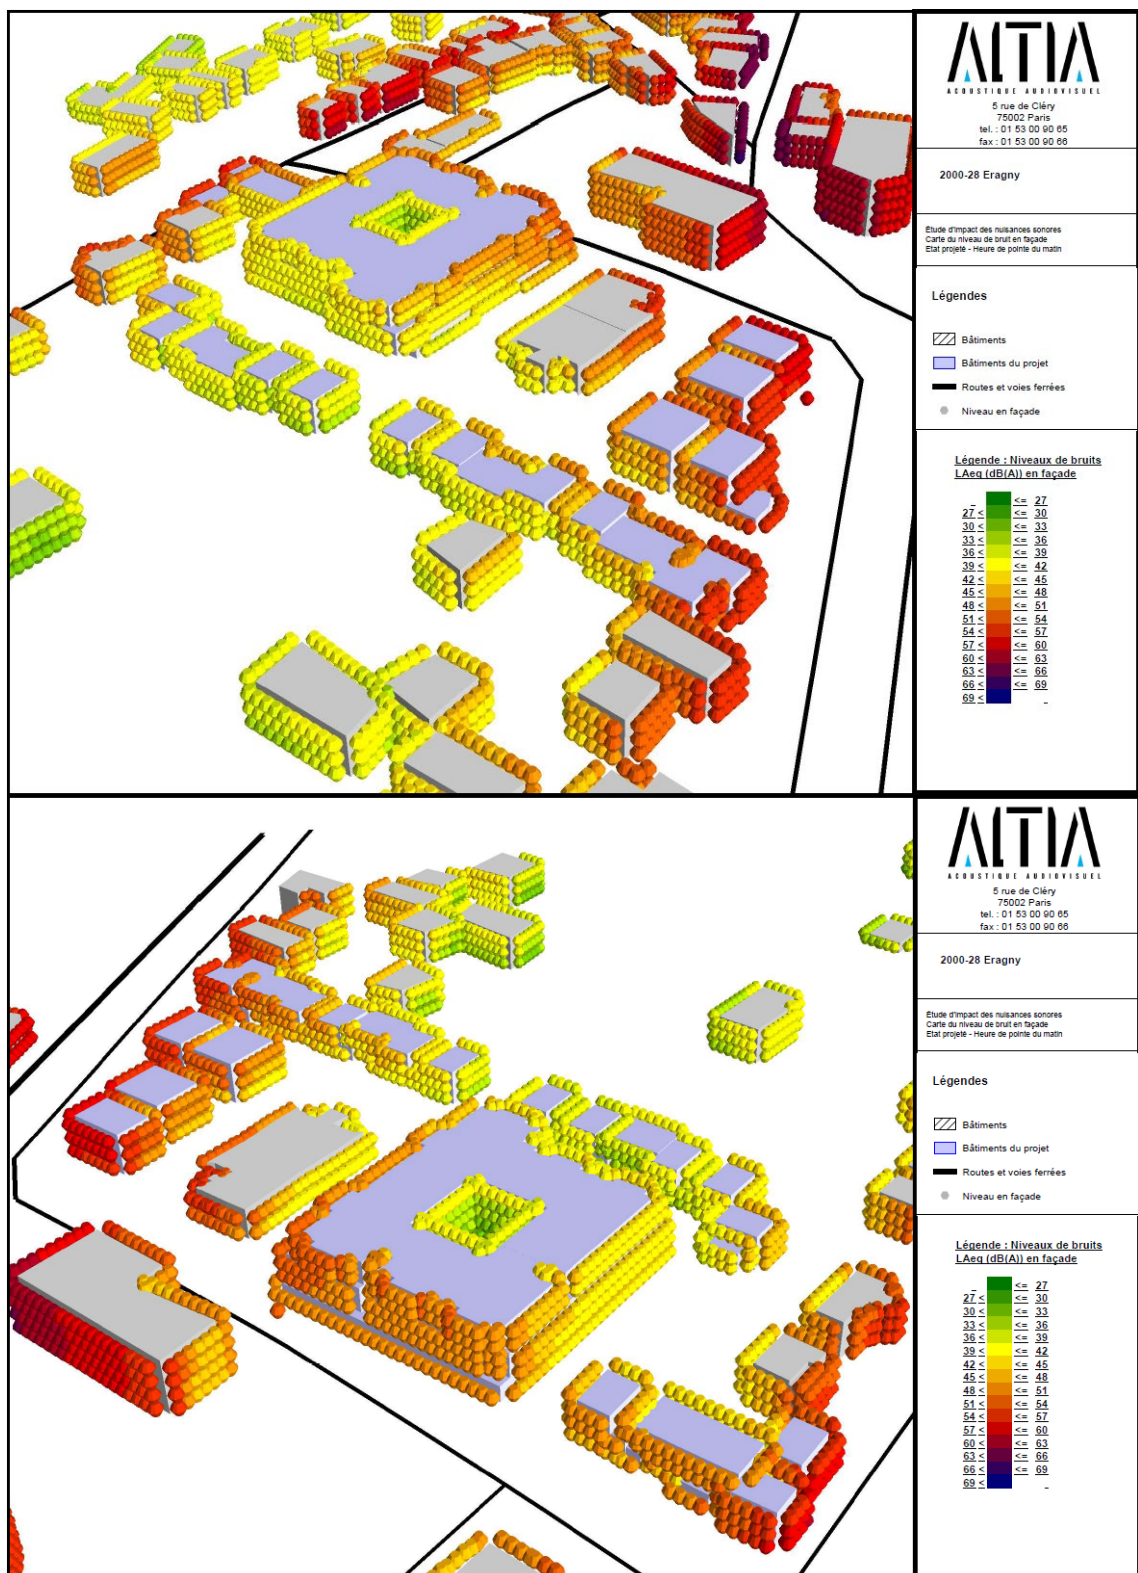 ALTIA
ACOUSTIQUE AUDIOVISUEL
5 rue de Cléry
75002 Paris
tel. : 01 53 00 90 65
fax : 01 53 00 90 66
2000-28 Eragny
Étude d'impact des nuisances sonores
Carte du niveau de bruit en façade
Etat projeté - Heure de pointe du matin
Légendes
Bâtiments
Bâtiments du projet
Routes et voies ferrées
Niveau en façade
Légende : Niveaux de bruits
LAeq (dB(A)) en façade
_ <= 27
27 < <= 30
30 < <= 33
33 < <= 36
36 < <= 39
39 < <= 42
42 < <= 45
45 < <= 48
48 < <= 51
51 < <= 54
54 < <= 57
57 < <= 60
60 < <= 63
63 < <= 66
66 < <= 69
69 < _
ALTIA
ACOUSTIQUE AUDIOVISUEL
5 rue de Cléry
75002 Paris
tel. : 01 53 00 90 65
fax : 01 53 00 90 66
2000-28 Eragny
Étude d'impact des nuisances sonores
Carte du niveau de bruit en façade
Etat projeté - Heure de pointe du matin
Légendes
Bâtiments
Bâtiments du projet
Routes et voies ferrées
Niveau en façade
Légende : Niveaux de bruits
LAeq (dB(A)) en façade
_ <= 27
27 < <= 30
30 < <= 33
33 < <= 36
36 < <= 39
39 < <= 42
42 < <= 45
45 < <= 48
48 < <= 51
51 < <= 54
54 < <= 57
57 < <= 60
60 < <= 63
63 < <= 66
66 < <= 69
69 < _